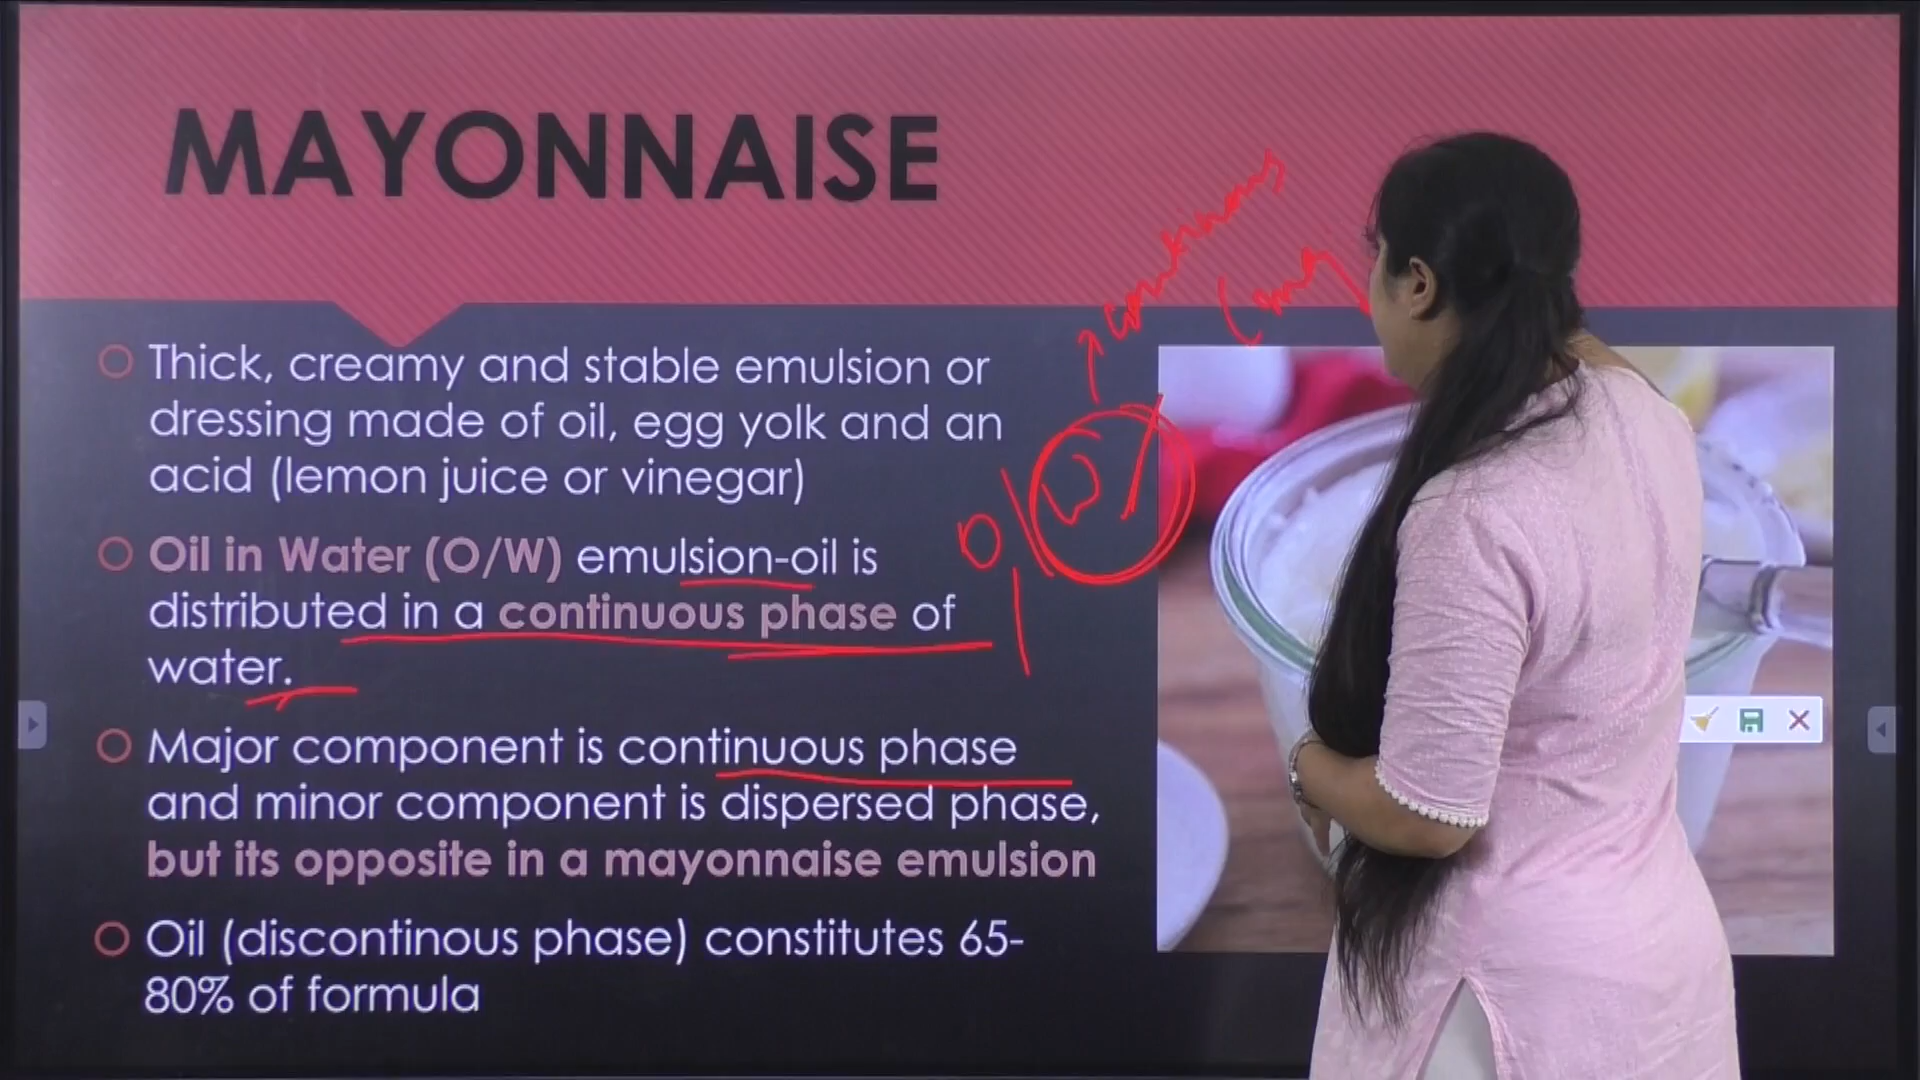 MAYONNAISE
Thick, creamy and stable emulsion or
dressing made of oil, egg yolk and an
acid (lemon juice or vinegar)
Oil in Water (O/W) emulsion-oil is
distributed in a continuous phase of
water.
Major component is continuous phase
and minor component is dispersed phase,
but its opposite in a mayonnaise emulsion
Oil (discontinous phase) constitutes 65-
80% of formula
continuous
O/W